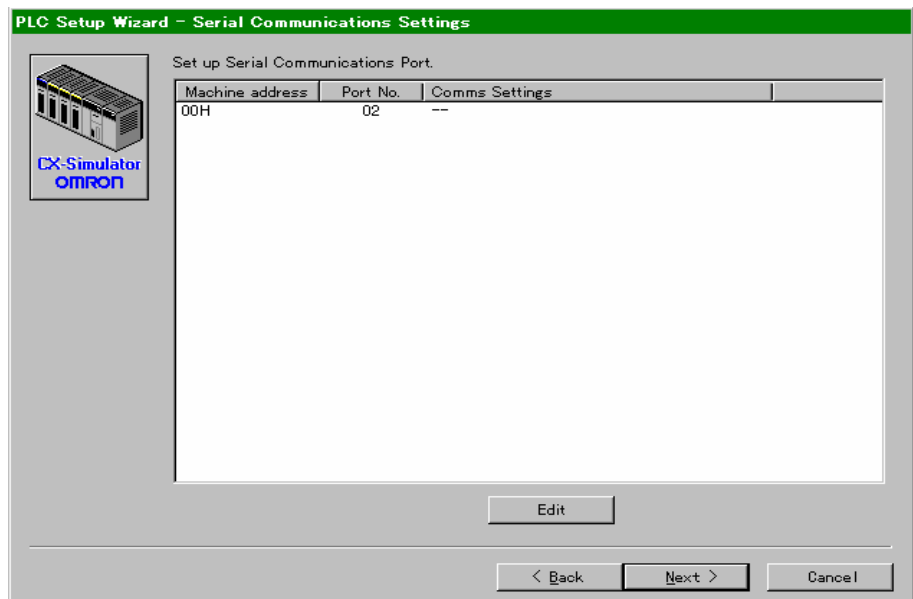 PLC Setup Wizard - Serial Communications Settings
Set up Serial Communications Port.
Machine address Port No. Comms Settings
00H 02 --
CX-Simulator
OMRON
Edit
< Back Next > Cancel